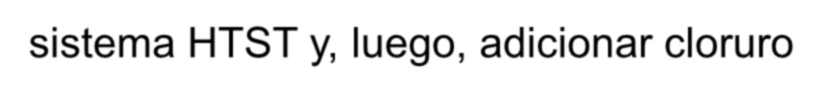 sistema HTST y, luego, adicionar cloruro